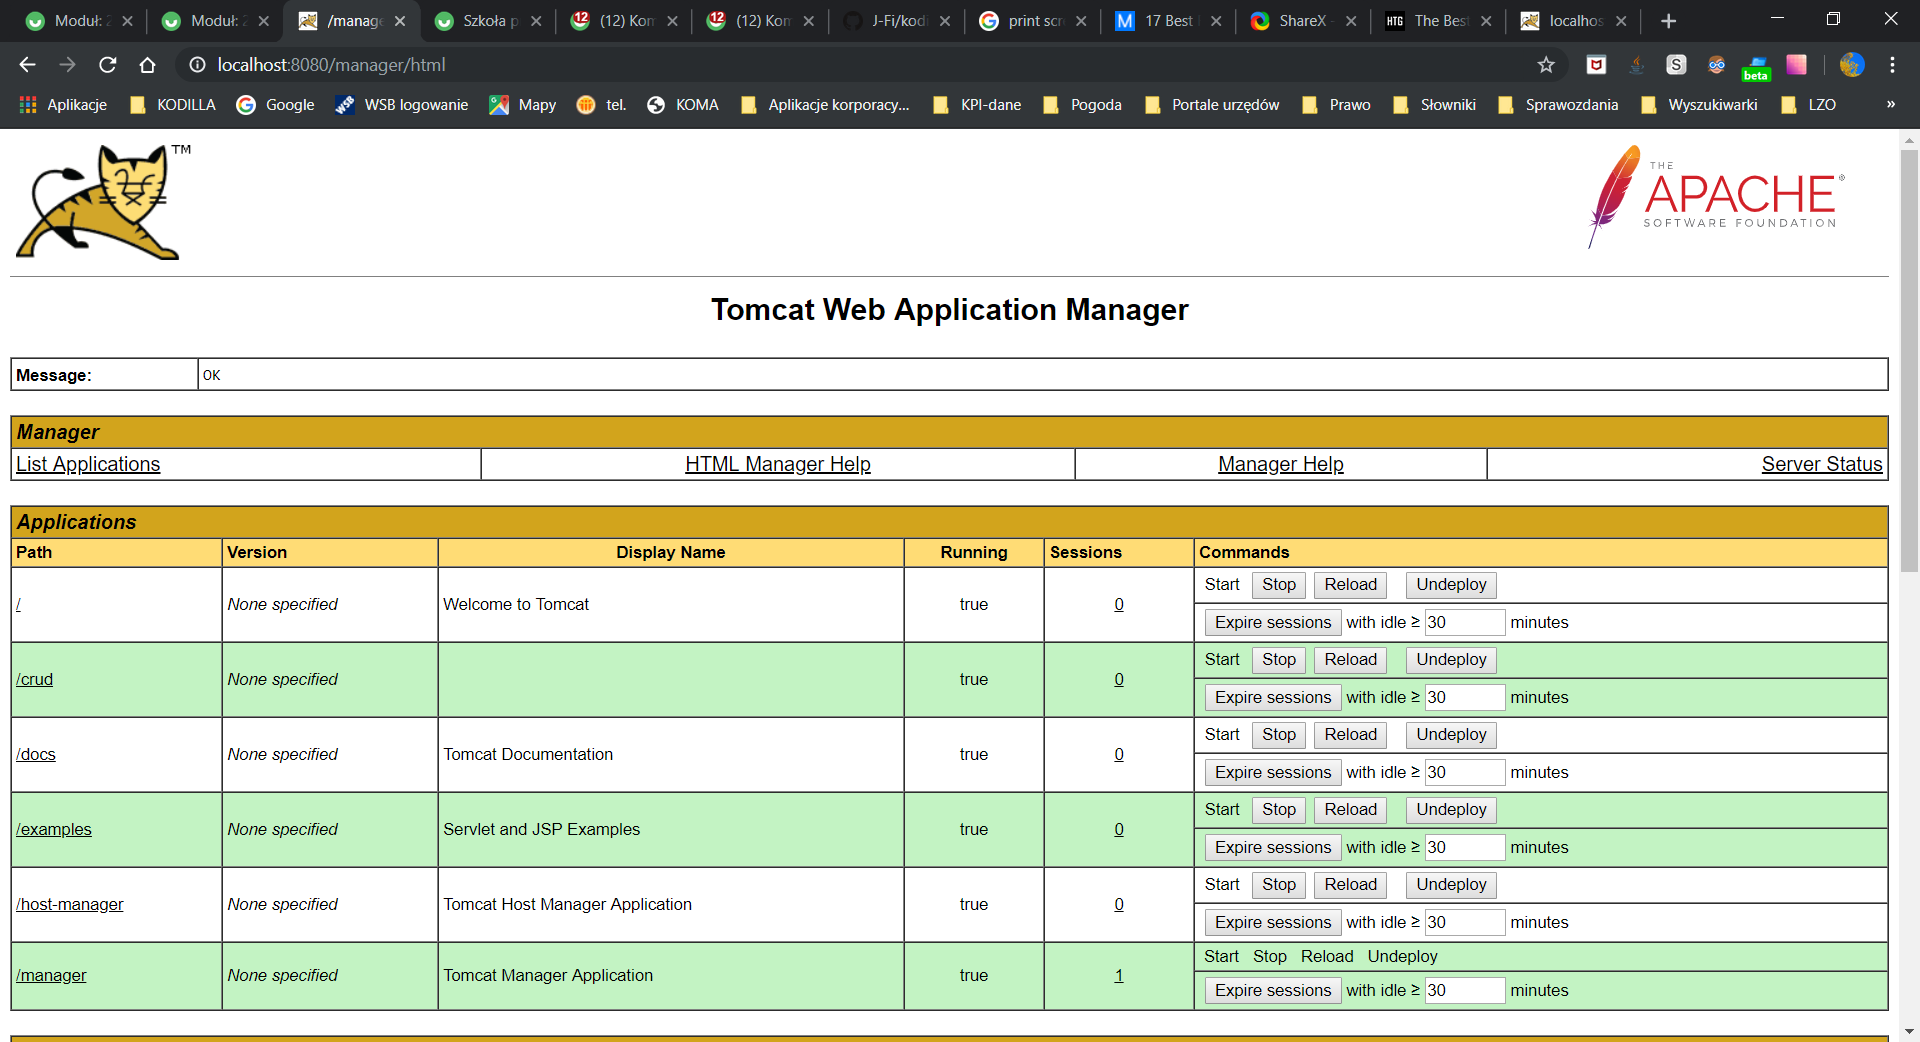 Moduł: 2
Moduł: 2
/manage
Szkoła p
(12) Kom
(12) Kom
J-Fi/kodi
print scr
17 Best
ShareX -
The Best
localhos
localhost:8080/manager/html
beta
Aplikacje
KODILLA
Google
WSB logowanie
Mapy
tel.
KOMA
Aplikacje korporacy...
KPI-dane
Pogoda
Portale urzędów
Prawo
Słowniki
Sprawozdania
Wyszukiwarki
LZO
»
TM
THE
APACHE®
SOFTWARE FOUNDATION
Tomcat Web Application Manager
Message: OK
Manager
List Applications HTML Manager Help Manager Help Server Status
Applications
Path Version Display Name Running Sessions Commands
/ None specified Welcome to Tomcat true 0
Start Stop Reload Undeploy
Expire sessions with idle ≥ 30 minutes
/crud None specified true 0
Start Stop Reload Undeploy
Expire sessions with idle ≥ 30 minutes
/docs None specified Tomcat Documentation true 0
Start Stop Reload Undeploy
Expire sessions with idle ≥ 30 minutes
/examples None specified Servlet and JSP Examples true 0
Start Stop Reload Undeploy
Expire sessions with idle ≥ 30 minutes
/host-manager None specified Tomcat Host Manager Application true 0
Start Stop Reload Undeploy
Expire sessions with idle ≥ 30 minutes
/manager None specified Tomcat Manager Application true 1
Start Stop Reload Undeploy
Expire sessions with idle ≥ 30 minutes